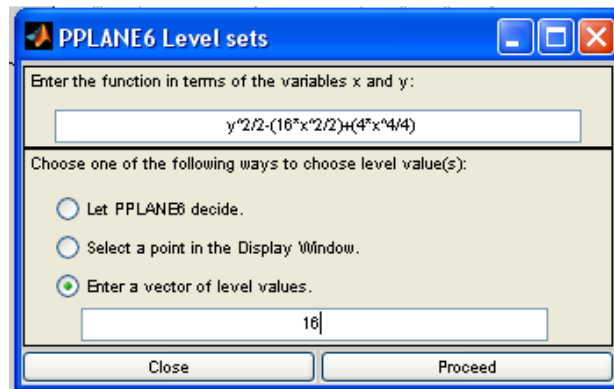 PPLANE6 Level sets
Enter the function in terms of the variables x and y:
y^2/2-(16*x^2/2)+(4*x^4/4)
Choose one of the following ways to choose level value(s):
Let PPLANE6 decide.
Select a point in the Display Window.
Enter a vector of level values.
16
Close Proceed